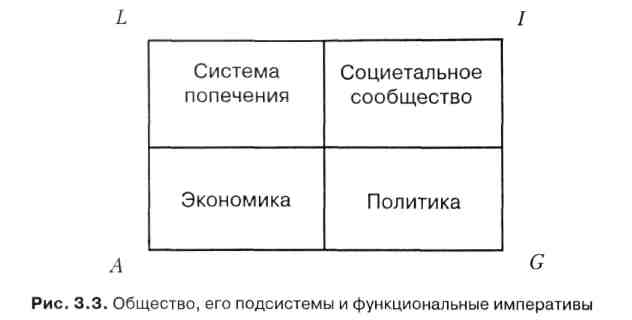 L I
Система
попечения
Социетальное
сообщество
Экономика
Политика
A G
Рис. 3.3. Общество, его подсистемы и функциональные императивы